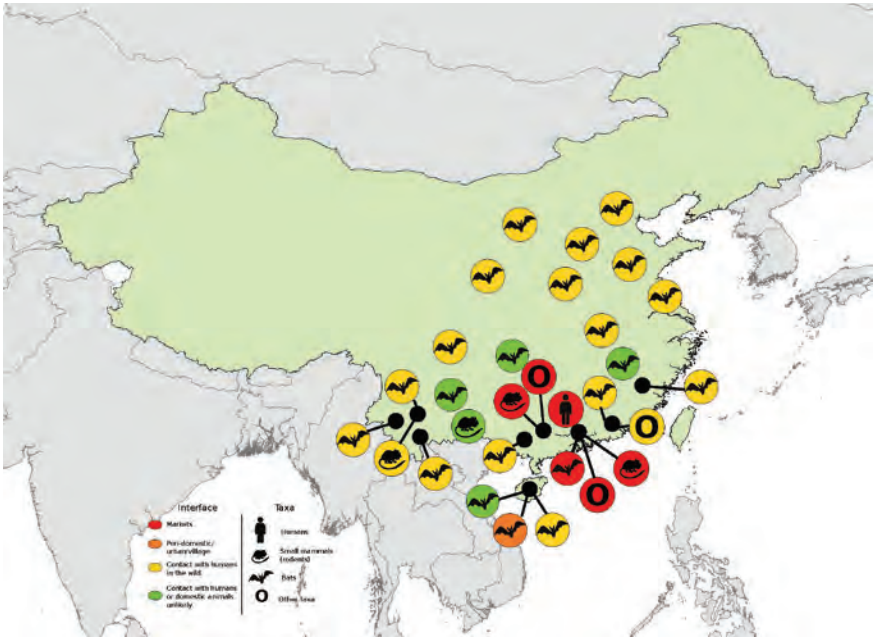 Interface
Taxa
Markets
Peri-domestic/
urban/village
Contact with humans
in the wild
Contact with humans
or domestic animals
unlikely
Humans
Small mammals
(rodents)
Bats
Other taxa
O
O
O
O